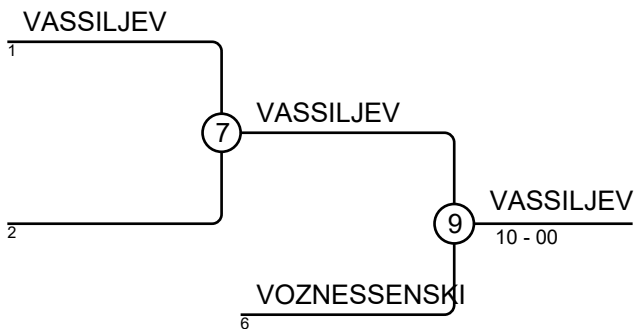 VASSILJEV
1
7
VASSILJEV
2
9
VASSILJEV
10 - 00
VOZNESSENSKI
6